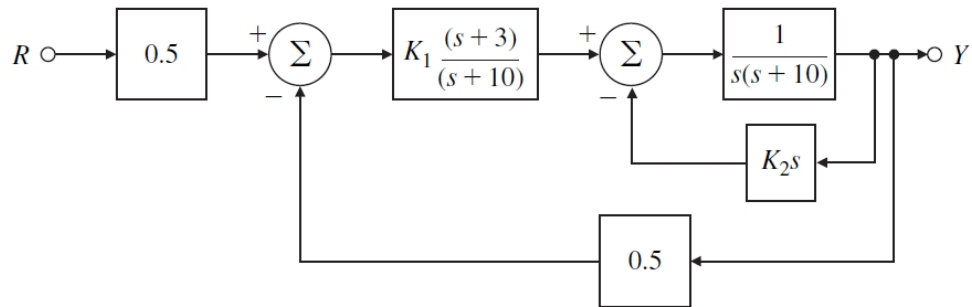 R
0.5
+
Σ
−
K₁ (s + 3)
(s + 10)
+
Σ
−
1
s(s + 10)
Y
K₂s
0.5